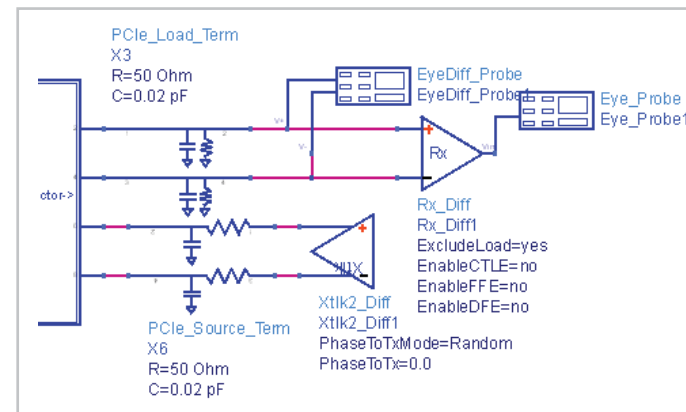 PCIe_Load_Term
X3
R=50 Ohm
C=0.02 pF
EyeDiff_Probe
EyeDiff_Probe1
Eye_Probe
Eye_Probe1
V+
V-
Rx
ctor->
Rx_Diff
Rx_Diff1
ExcludeLoad=yes
EnableCTLE=no
EnableFFE=no
EnableDFE=no
Xtlk
Xtlk2_Diff
Xtlk2_Diff1
PhaseToTxMode=Random
PhaseToTx=0.0
PCIe_Source_Term
X6
R=50 Ohm
C=0.02 pF